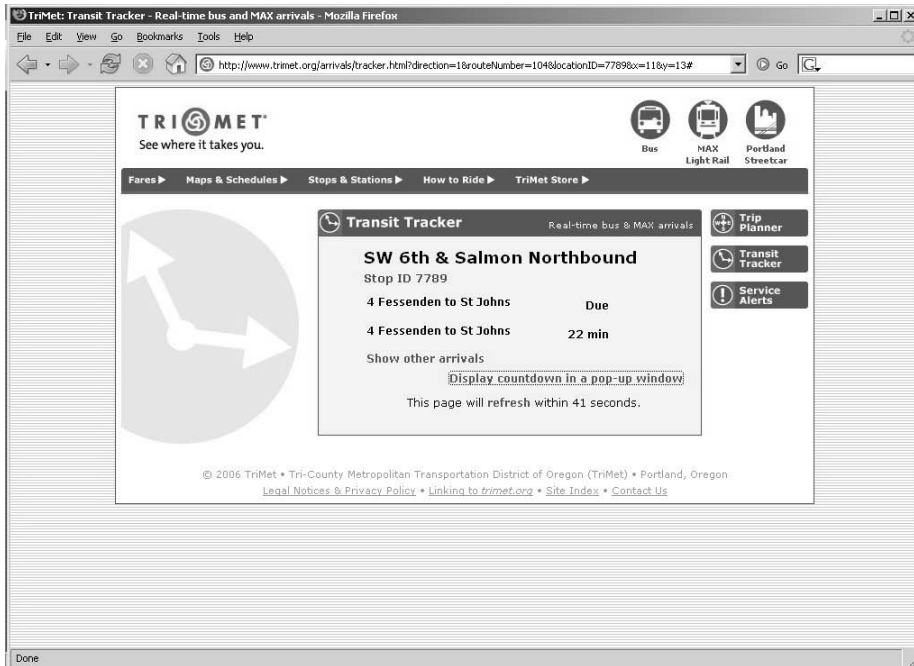 TriMet: Transit Tracker - Real-time bus and MAX arrivals - Mozilla Firefox
File Edit View Go Bookmarks Tools Help
http://www.trimet.org/arrivals/tracker.html?direction=1&routeNumber=104&locationID=7789&x=11&y=13#
Go
G
TRI MET
See where it takes you.
Bus
MAX
Light Rail
Portland
Streetcar
Fares Maps & Schedules Stops & Stations How to Ride TriMet Store
Transit Tracker
Real-time bus & MAX arrivals
SW 6th & Salmon Northbound
Stop ID 7789
4 Fessenden to St Johns Due
4 Fessenden to St Johns 22 min
Show other arrivals
Display countdown in a pop-up window
This page will refresh within 41 seconds.
Trip
Planner
Transit
Tracker
Service
Alerts
© 2006 TriMet • Tri-County Metropolitan Transportation District of Oregon (TriMet) • Portland, Oregon
Legal Notices & Privacy Policy • Linking to trimet.org • Site Index • Contact Us
Done